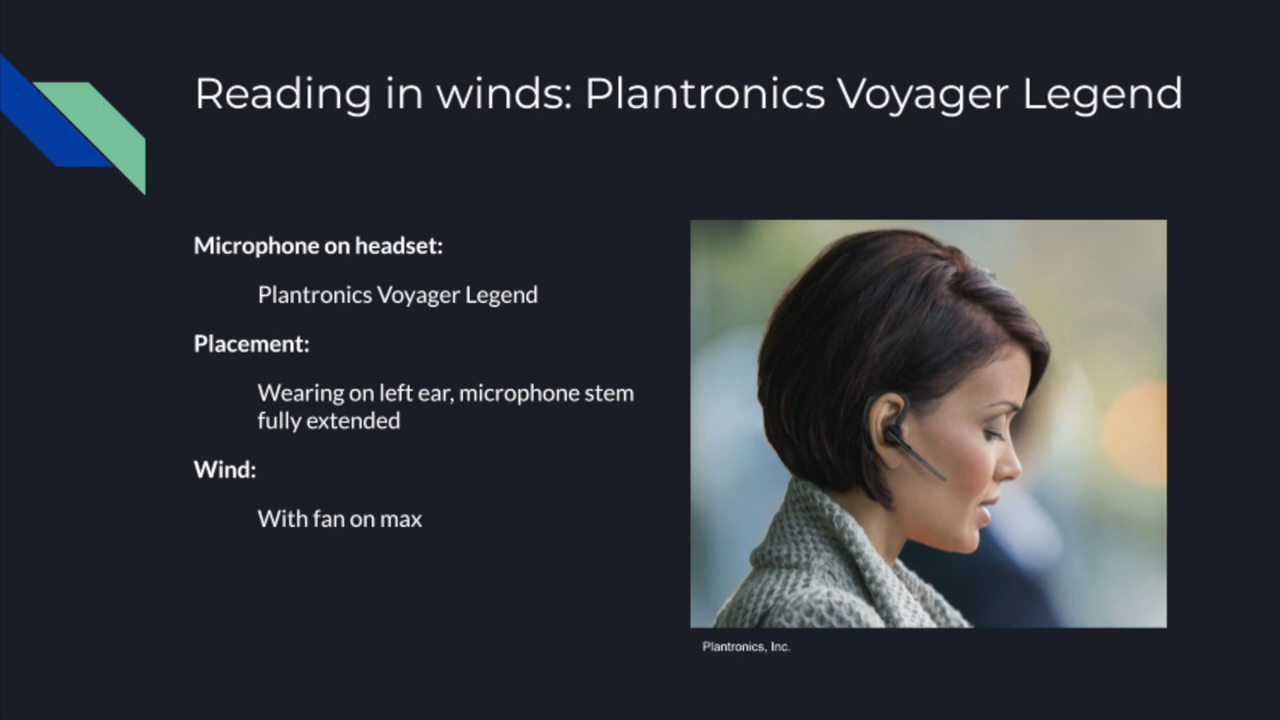 Reading in winds: Plantronics Voyager Legend
Microphone on headset:
Plantronics Voyager Legend
Placement:
Wearing on left ear, microphone stem
fully extended
Wind:
With fan on max
Plantronics, Inc.